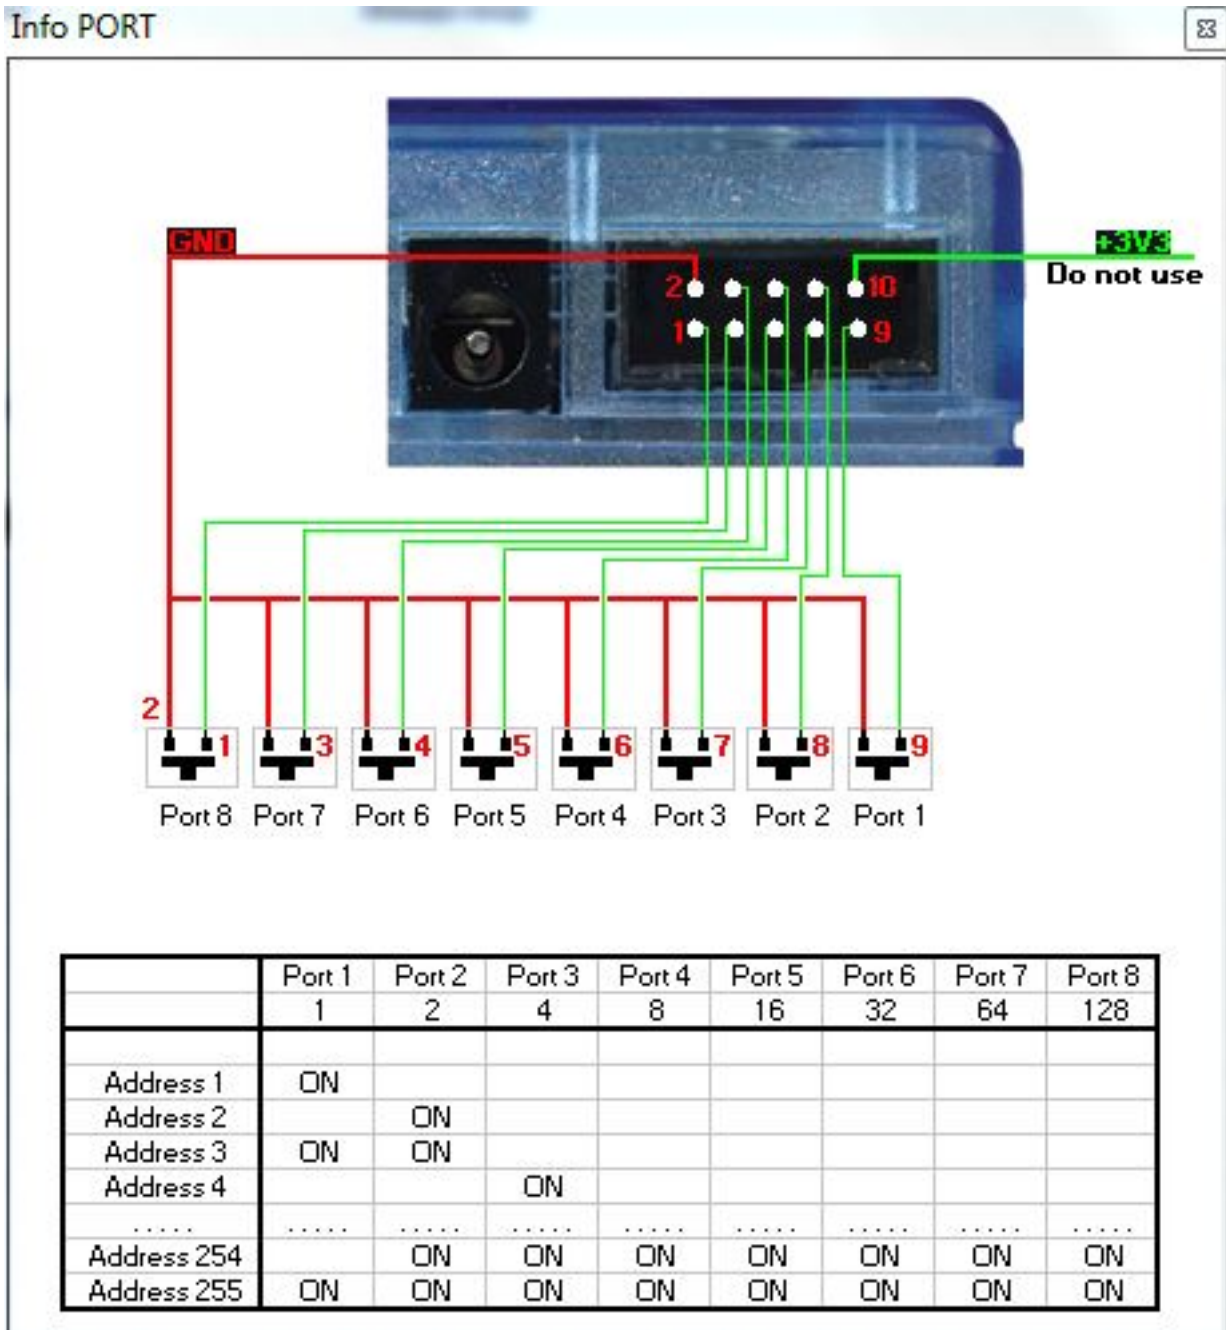 Info PORT
GND
+3V3
Do not use
2 10
1 9
2
1 3 4 5 6 7 8 9
Port 8 Port 7 Port 6 Port 5 Port 4 Port 3 Port 2 Port 1
Port 1 Port 2 Port 3 Port 4 Port 5 Port 6 Port 7 Port 8
1 2 4 8 16 32 64 128
Address 1 ON
Address 2 ON
Address 3 ON ON
Address 4 ON
..... ..... ..... ..... ..... ..... ..... ..... .....
Address 254 ON ON ON ON ON ON ON
Address 255 ON ON ON ON ON ON ON ON